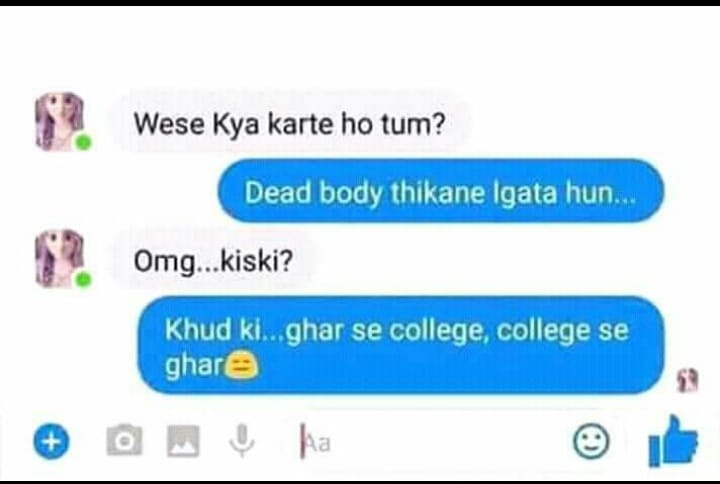 Wese Kya karte ho tum?
Dead body thikane lgata hun...
Omg...kiski?
Khud ki...ghar se college, college se
ghar😑
Aa